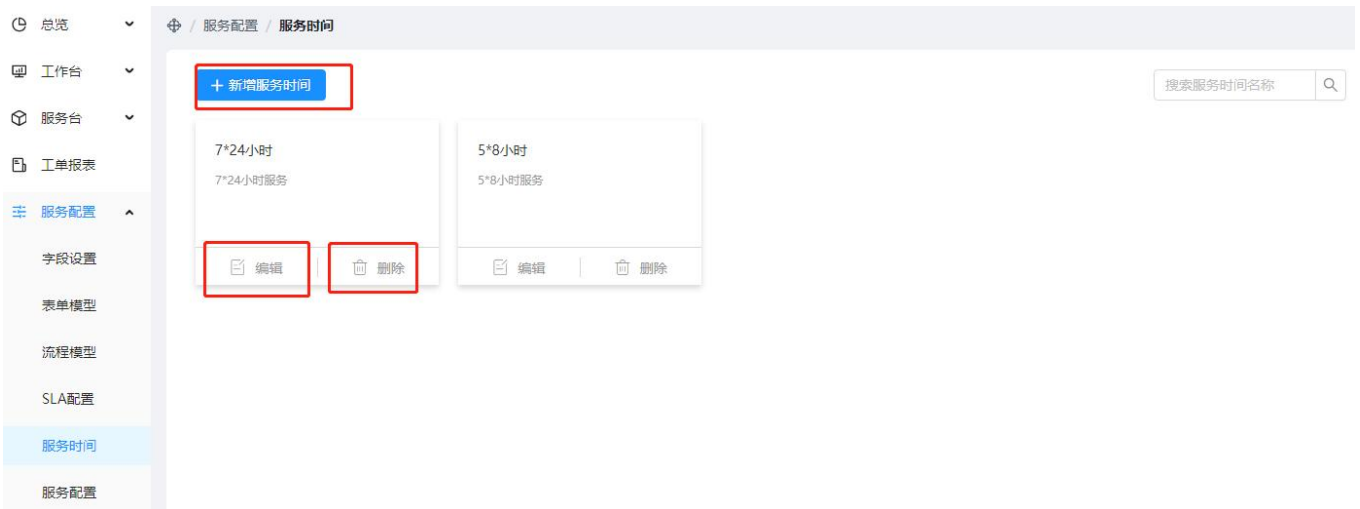 总览
工作台
服务台
工单报表
服务配置
字段设置
表单模型
流程模型
SLA配置
服务时间
服务配置
/ 服务配置 / 服务时间
+ 新增服务时间
搜索服务时间名称
7*24小时
7*24小时服务
编辑 删除
5*8小时
5*8小时服务
编辑 删除